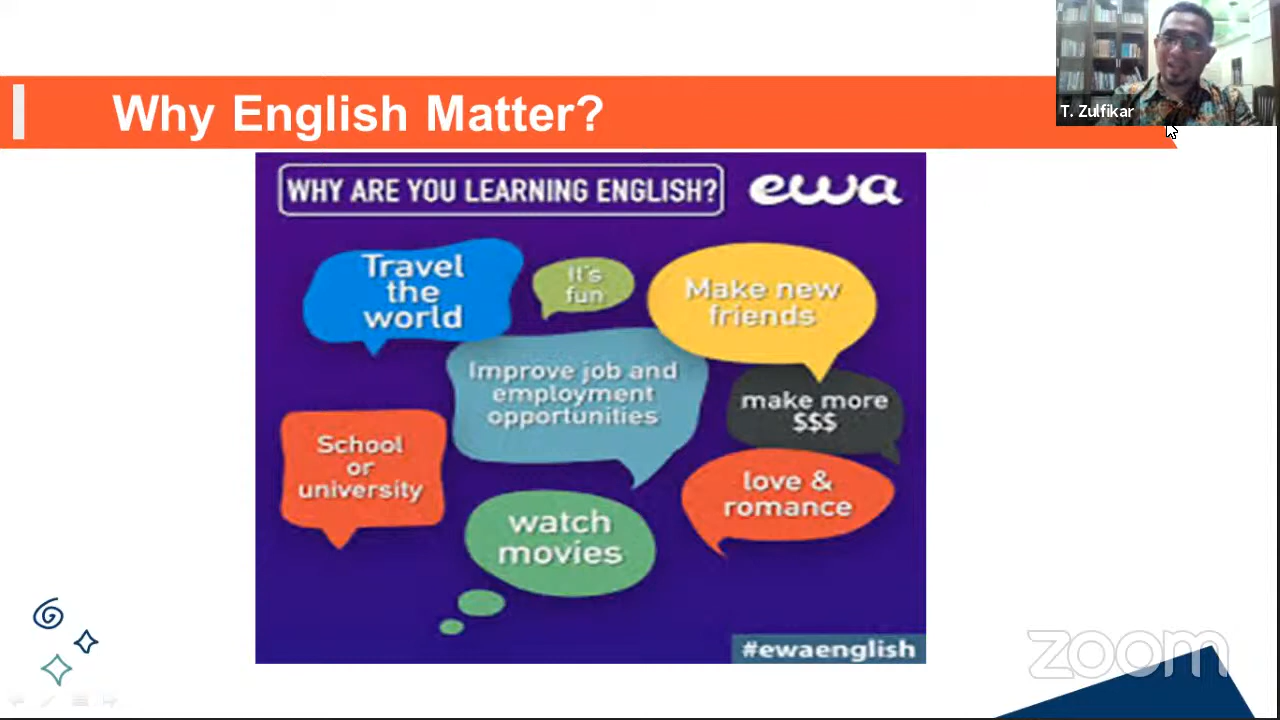 Why English Matter?
T. Zulfikar
WHY ARE YOU LEARNING ENGLISH?
ewa
Travel
the
world
It's
fun
Make new
friends
Improve job and
employment
opportunities
make more
$$$
School
or
university
love &
romance
watch
movies
#ewaenglish
zoom